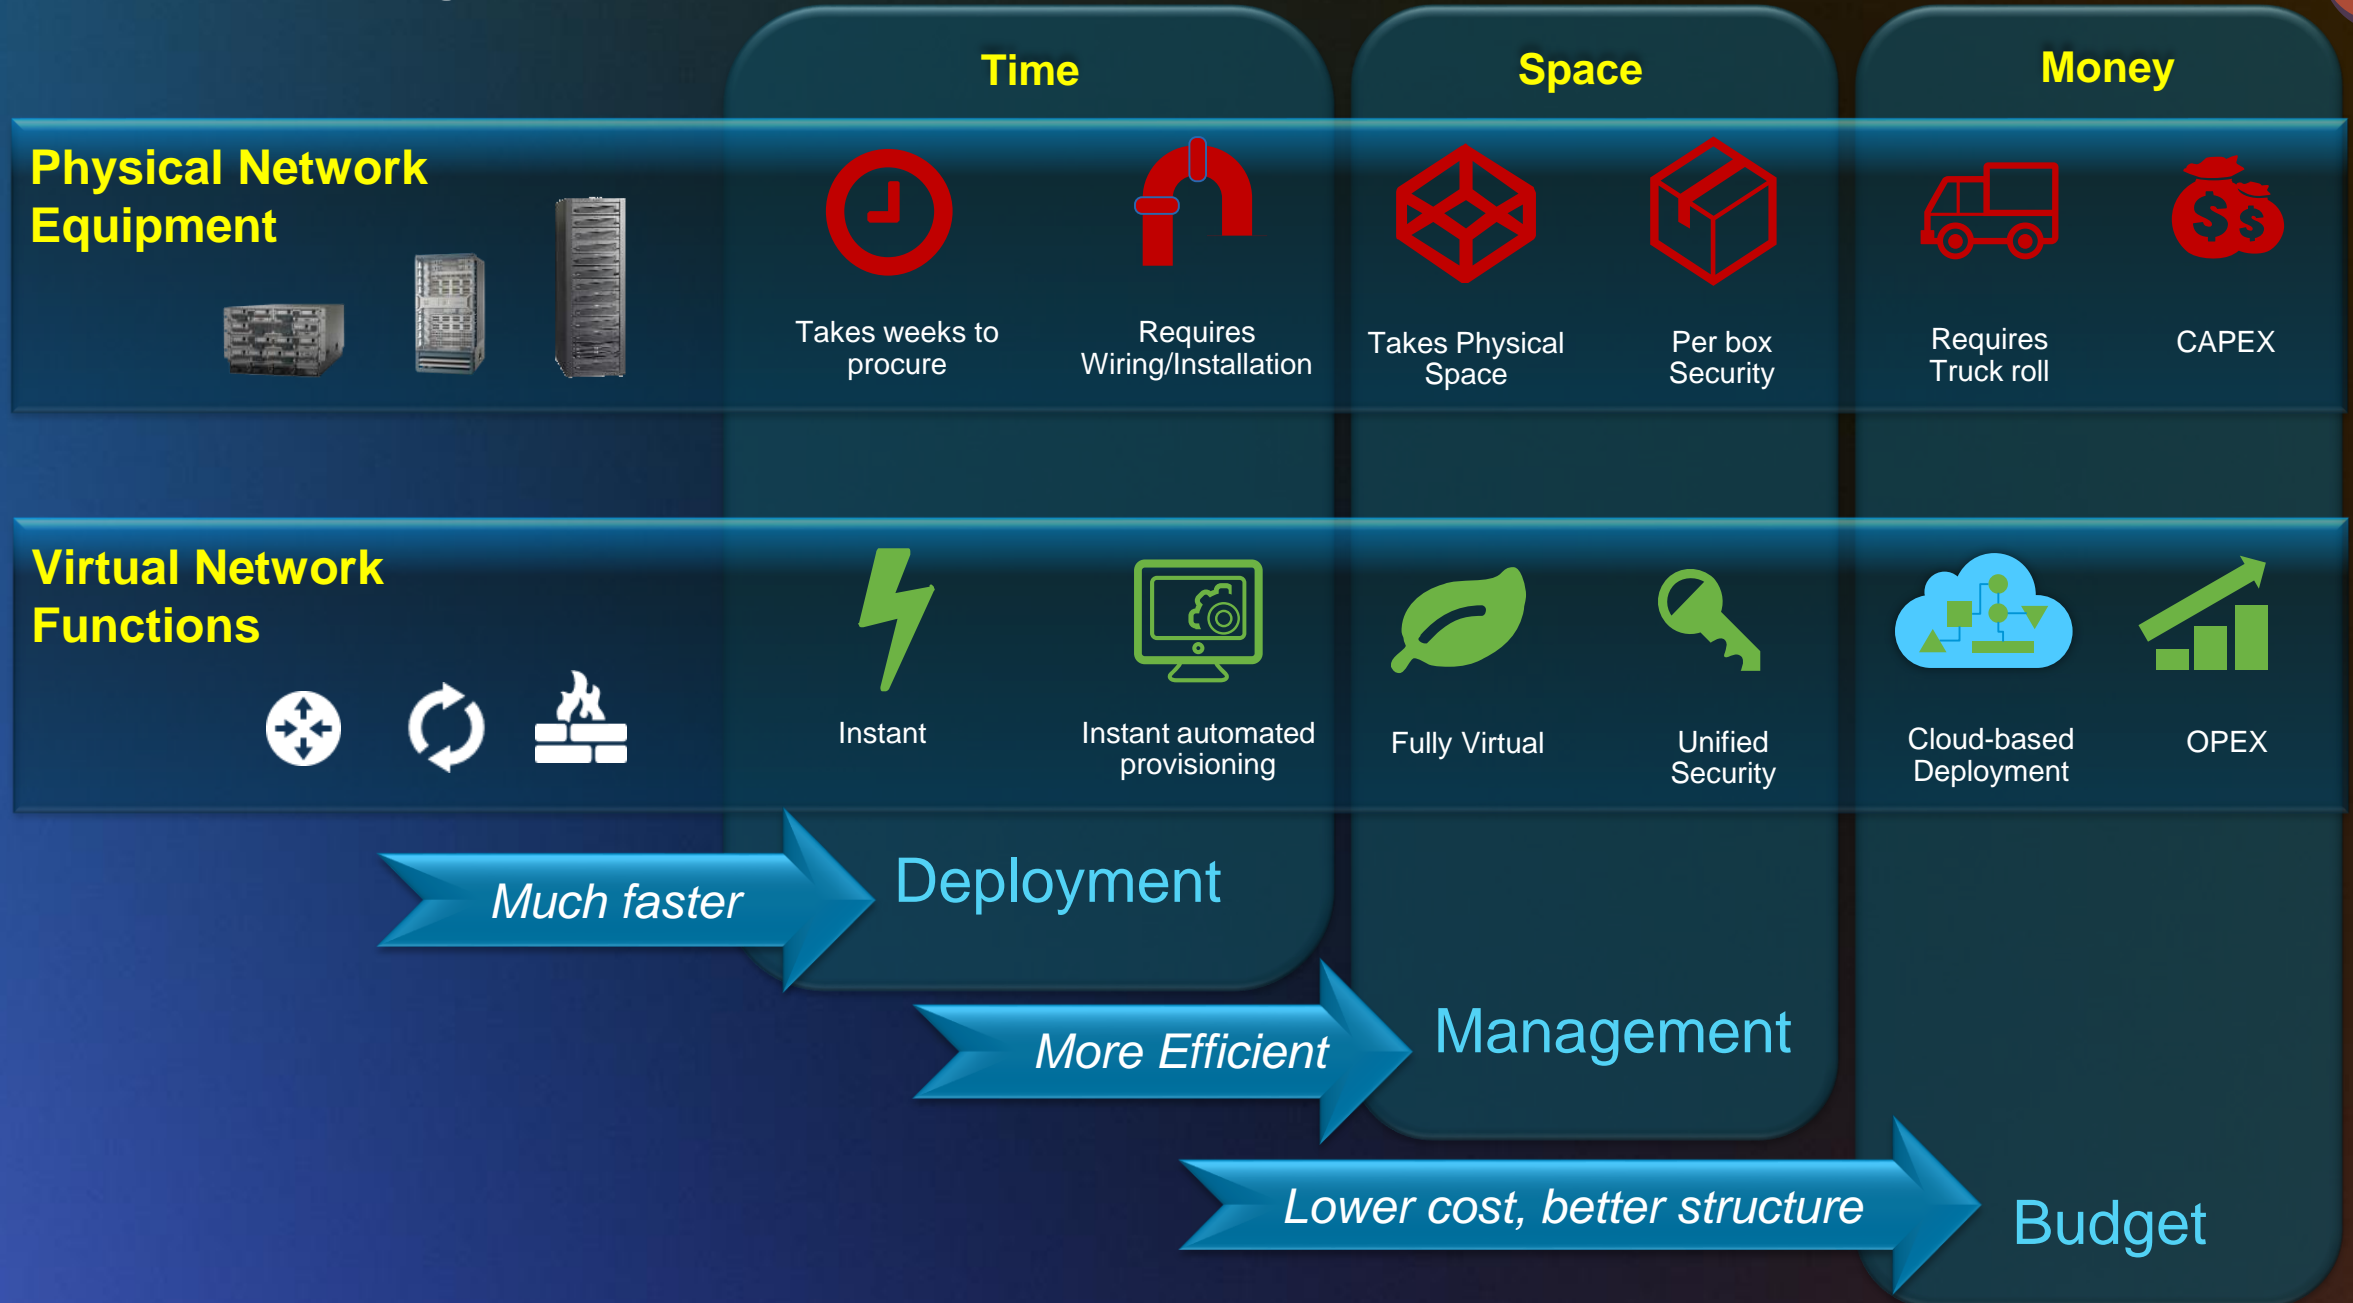 Time
Space
Money
Physical Network
Equipment
Takes weeks to
procure
Requires
Wiring/Installation
Takes Physical
Space
Per box
Security
Requires
Truck roll
CAPEX
Virtual Network
Functions
Instant
Instant automated
provisioning
Fully Virtual
Unified
Security
Cloud-based
Deployment
OPEX
Much faster
Deployment
More Efficient
Management
Lower cost, better structure
Budget